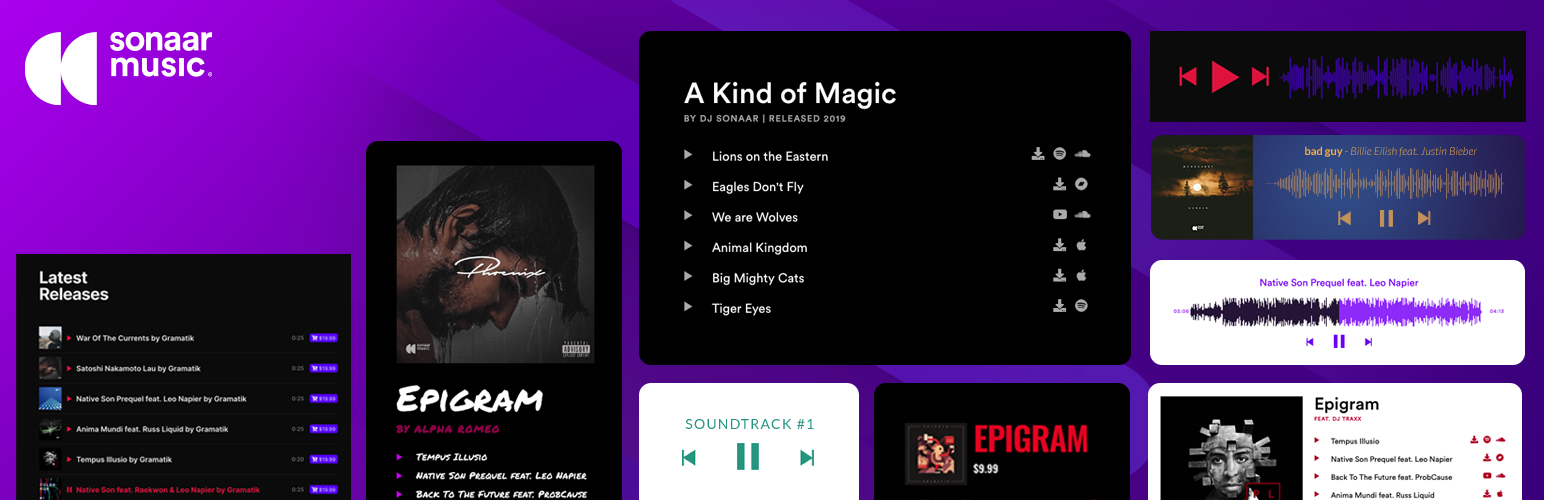 sonaar
music
Latest
Releases
War Of The Currents by Gramatik 0:25 $19.99
Satoshi Nakamoto Lau by Gramatik 0:25 $19.99
Native Son Prequel feat. Leo Napier by Gramatik 0:25 $19.99
Anima Mundi feat. Russ Liquid by Gramatik 0:25 $19.99
Tempus Illusio by Gramatik 0:20 $19.99
Native Son feat. Raekwon & Leo Napier by Gramatik 0:25 $19.99
Phoenix
sonaar
music
PARENTAL
ADVISORY
EXPLICIT CONTENT
EPIGRAM
BY ALPHA ROMEO
TEMPUS ILLUSIO
NATIVE SON PREQUEL FEAT. LEO NAPIER
BACK TO THE FUTURE FEAT. PROBCAUSE
A Kind of Magic
BY DJ SONAAR | RELEASED 2019
Lions on the Eastern
Eagles Don't Fly
We are Wolves
Animal Kingdom
Big Mighty Cats
Tiger Eyes
SOUNDTRACK #1
EPIGRAM
$9.99
bad guy - Billie Eilish feat. Justin Bieber
Native Son Prequel feat. Leo Napier
04:13
Epigram
FEAT. DJ TRAXX
Tempus Illusio
Native Son Prequel feat. Leo Napier
Back To The Future feat. ProbCause
Anima Mundi feat. Russ Liquid